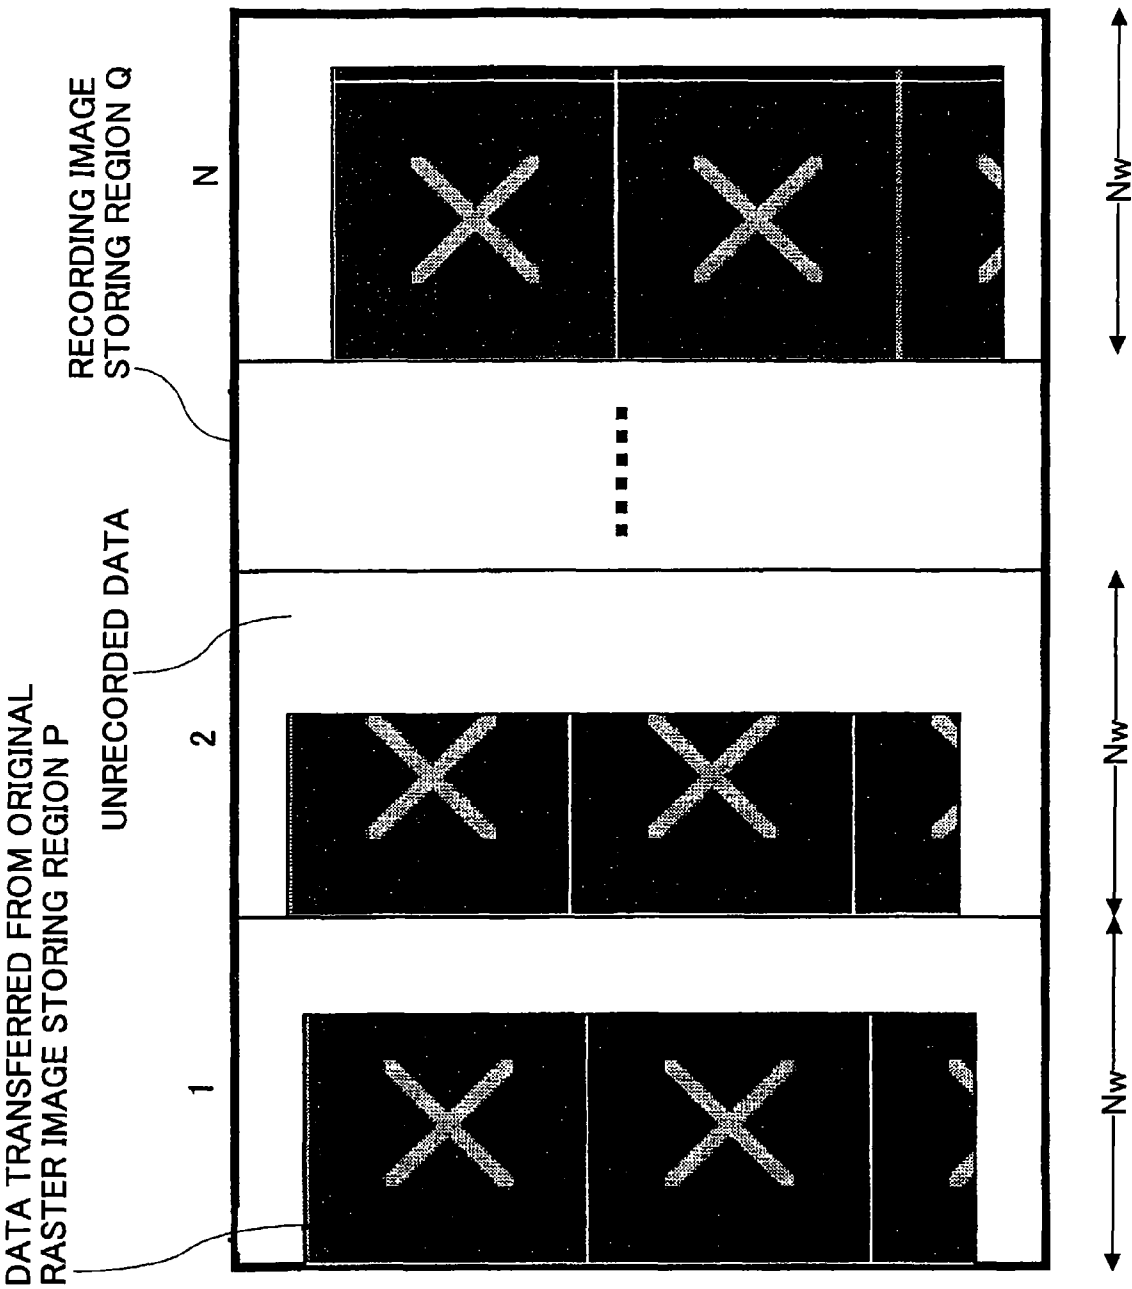 DATA TRANSFERRED FROM ORIGINAL
RASTER IMAGE STORING REGION P
UNRECORDED DATA
RECORDING IMAGE
STORING REGION Q
1
2
N
Nw
Nw
Nw